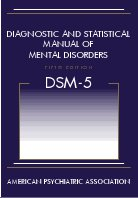 DIAGNOSTIC AND STATISTICAL
MANUAL OF
MENTAL DISORDERS
FIFTH EDITION
DSM-5
AMERICAN PSYCHIATRIC ASSOCIATION